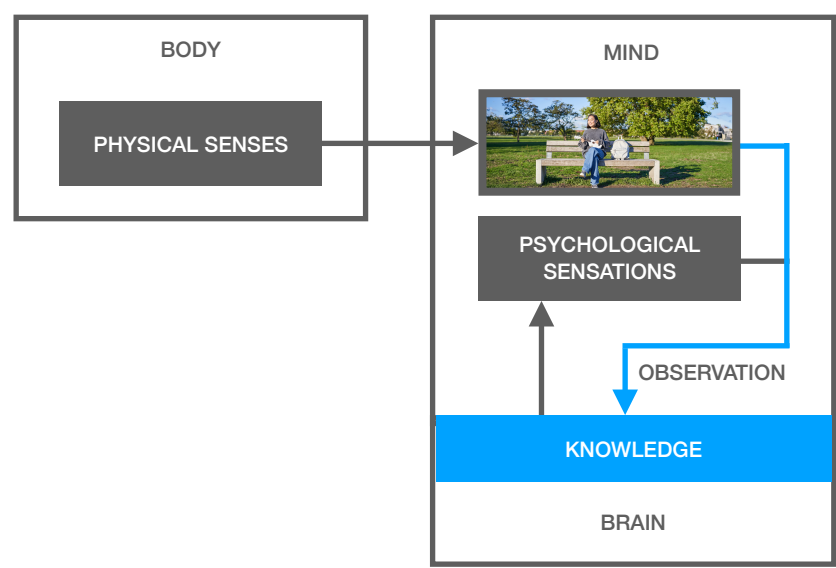 BODY
PHYSICAL SENSES
MIND
PSYCHOLOGICAL
SENSATIONS
OBSERVATION
KNOWLEDGE
BRAIN